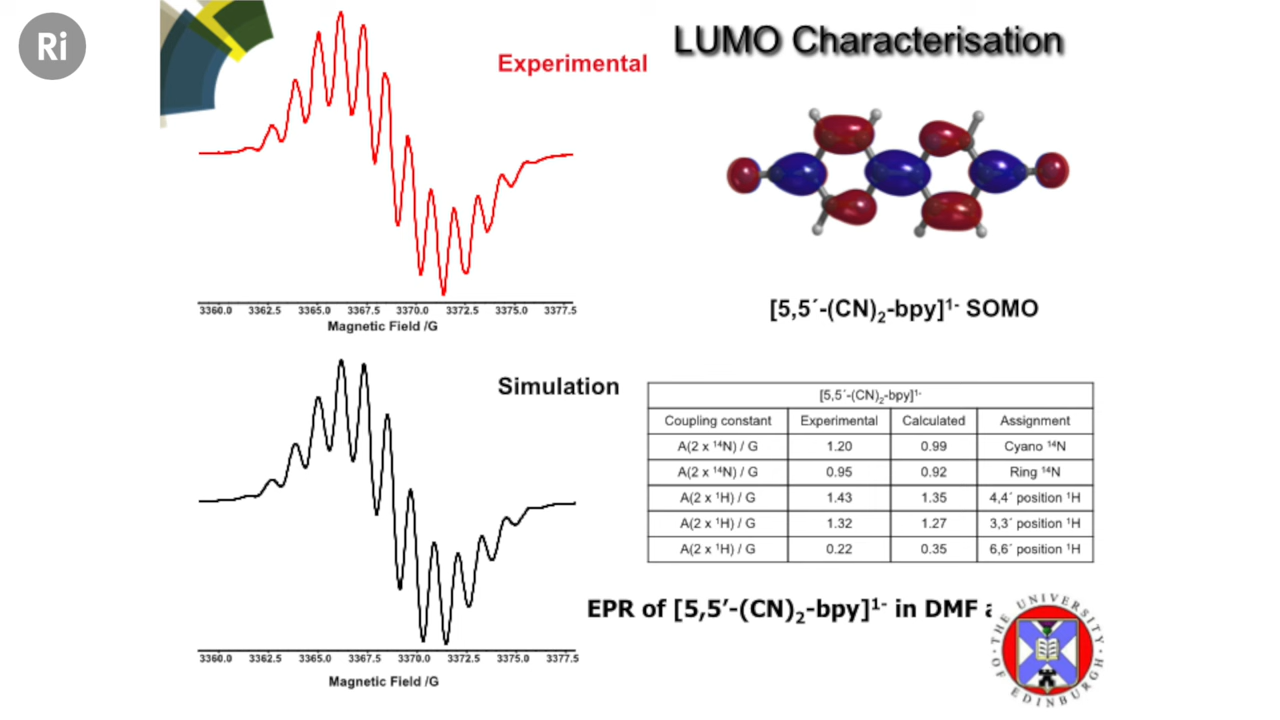 Ri
LUMO Characterisation
Experimental
3360.0 3362.5 3365.0 3367.5 3370.0 3372.5 3375.0 3377.5
Magnetic Field /G
[5,5´-(CN)₂-bpy]¹⁻ SOMO
Simulation
3360.0 3362.5 3365.0 3367.5 3370.0 3372.5 3375.0 3377.5
Magnetic Field /G
[5,5´-(CN)₂-bpy]¹⁻
Coupling constant Experimental Calculated Assignment
A(2 x ¹⁴N) / G 1.20 0.99 Cyano ¹⁴N
A(2 x ¹⁴N) / G 0.95 0.92 Ring ¹⁴N
A(2 x ¹H) / G 1.43 1.35 4,4´ position ¹H
A(2 x ¹H) / G 1.32 1.27 3,3´ position ¹H
A(2 x ¹H) / G 0.22 0.35 6,6´ position ¹H
EPR of [5,5′-(CN)₂-bpy]¹⁻ in DMF
THE UNIVERSITY OF EDINBURGH